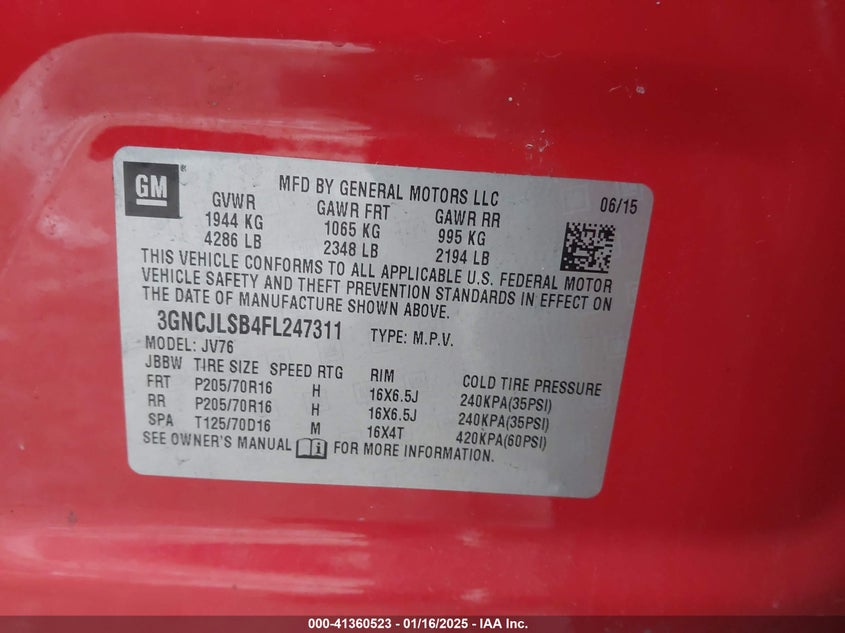 GM
MFD BY GENERAL MOTORS LLC
06/15
GVWR GAWR FRT GAWR RR
1944 KG 1065 KG 995 KG
4286 LB 2348 LB 2194 LB
THIS VEHICLE CONFORMS TO ALL APPLICABLE U.S. FEDERAL MOTOR
VEHICLE SAFETY AND THEFT PREVENTION STANDARDS IN EFFECT ON
THE DATE OF MANUFACTURE SHOWN ABOVE.
3GNCJLSB4FL247311 TYPE: M.P.V.
MODEL: JV76
JBBW TIRE SIZE SPEED RTG RIM COLD TIRE PRESSURE
FRT P205/70R16 H 16X6.5J 240KPA(35PSI)
RR P205/70R16 H 16X6.5J 240KPA(35PSI)
SPA T125/70D16 M 16X4T 420KPA(60PSI)
SEE OWNER'S MANUAL i FOR MORE INFORMATION.
000-41360523 - 01/16/2025 - IAA Inc.